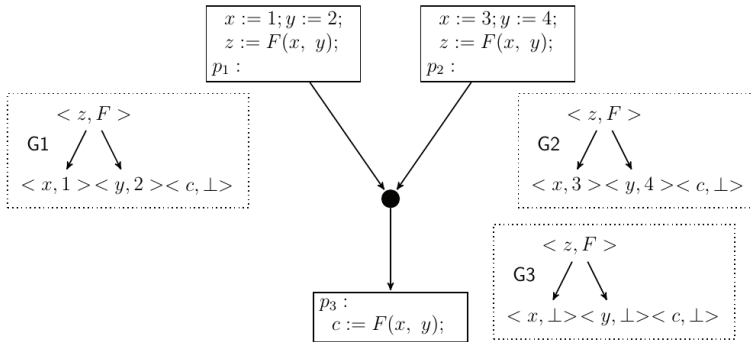 x := 1; y := 2;
z := F(x, y);
p₁ :
x := 3; y := 4;
z := F(x, y);
p₂ :
< z, F >
G1
< x, 1 >< y, 2 >< c, ⊥ >
< z, F >
G2
< x, 3 >< y, 4 >< c, ⊥ >
< z, F >
G3
< x, ⊥ >< y, ⊥ >< c, ⊥ >
p₃ :
c := F(x, y);